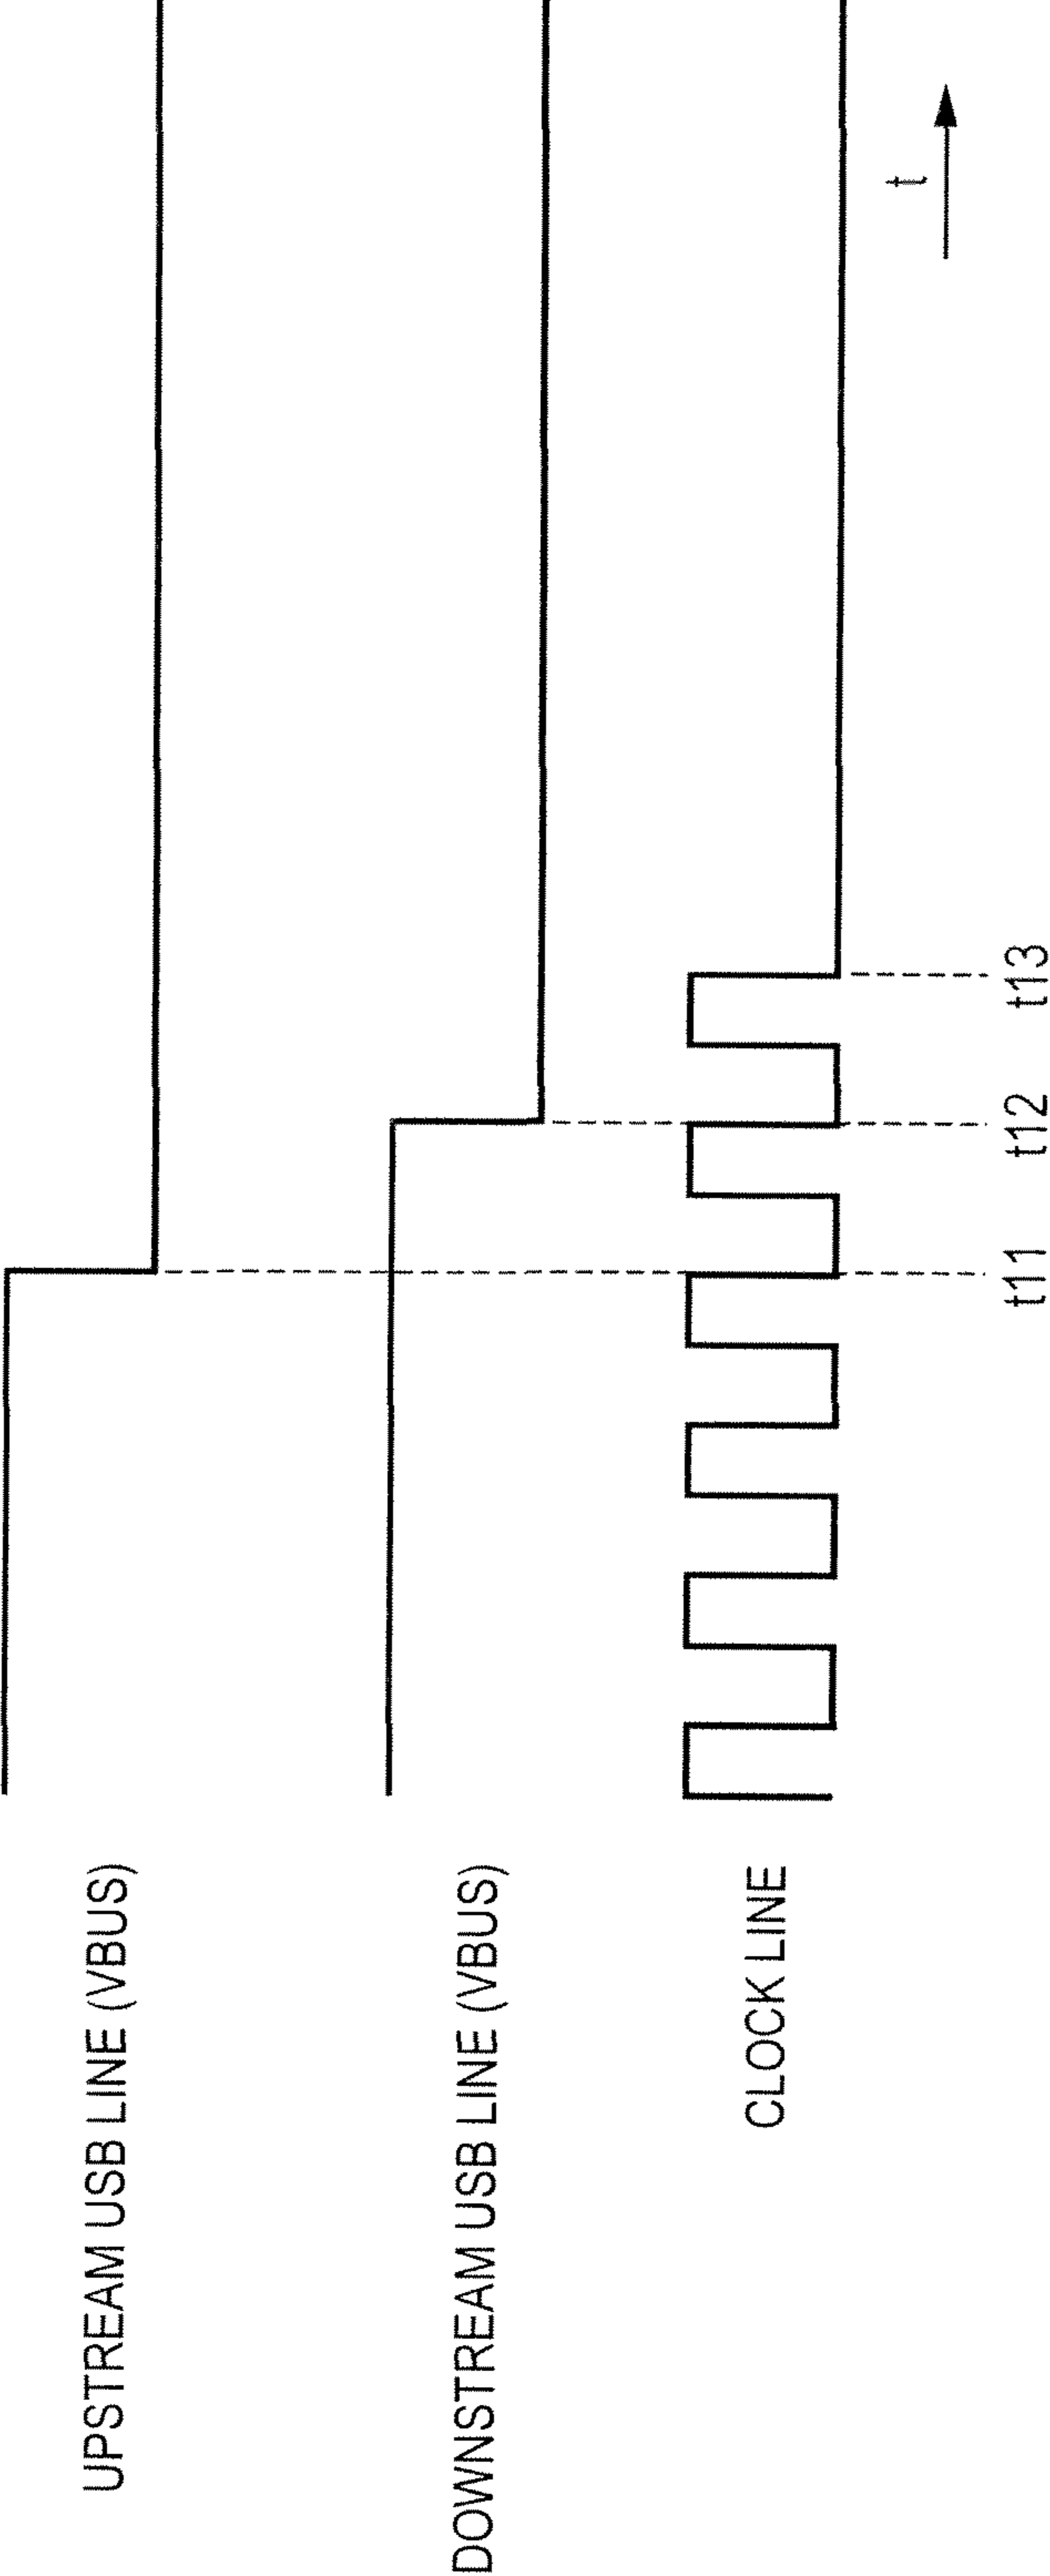 UPSTREAM USB LINE (VBUS)
DOWNSTREAM USB LINE (VBUS)
CLOCK LINE
t11
t12
t13
t